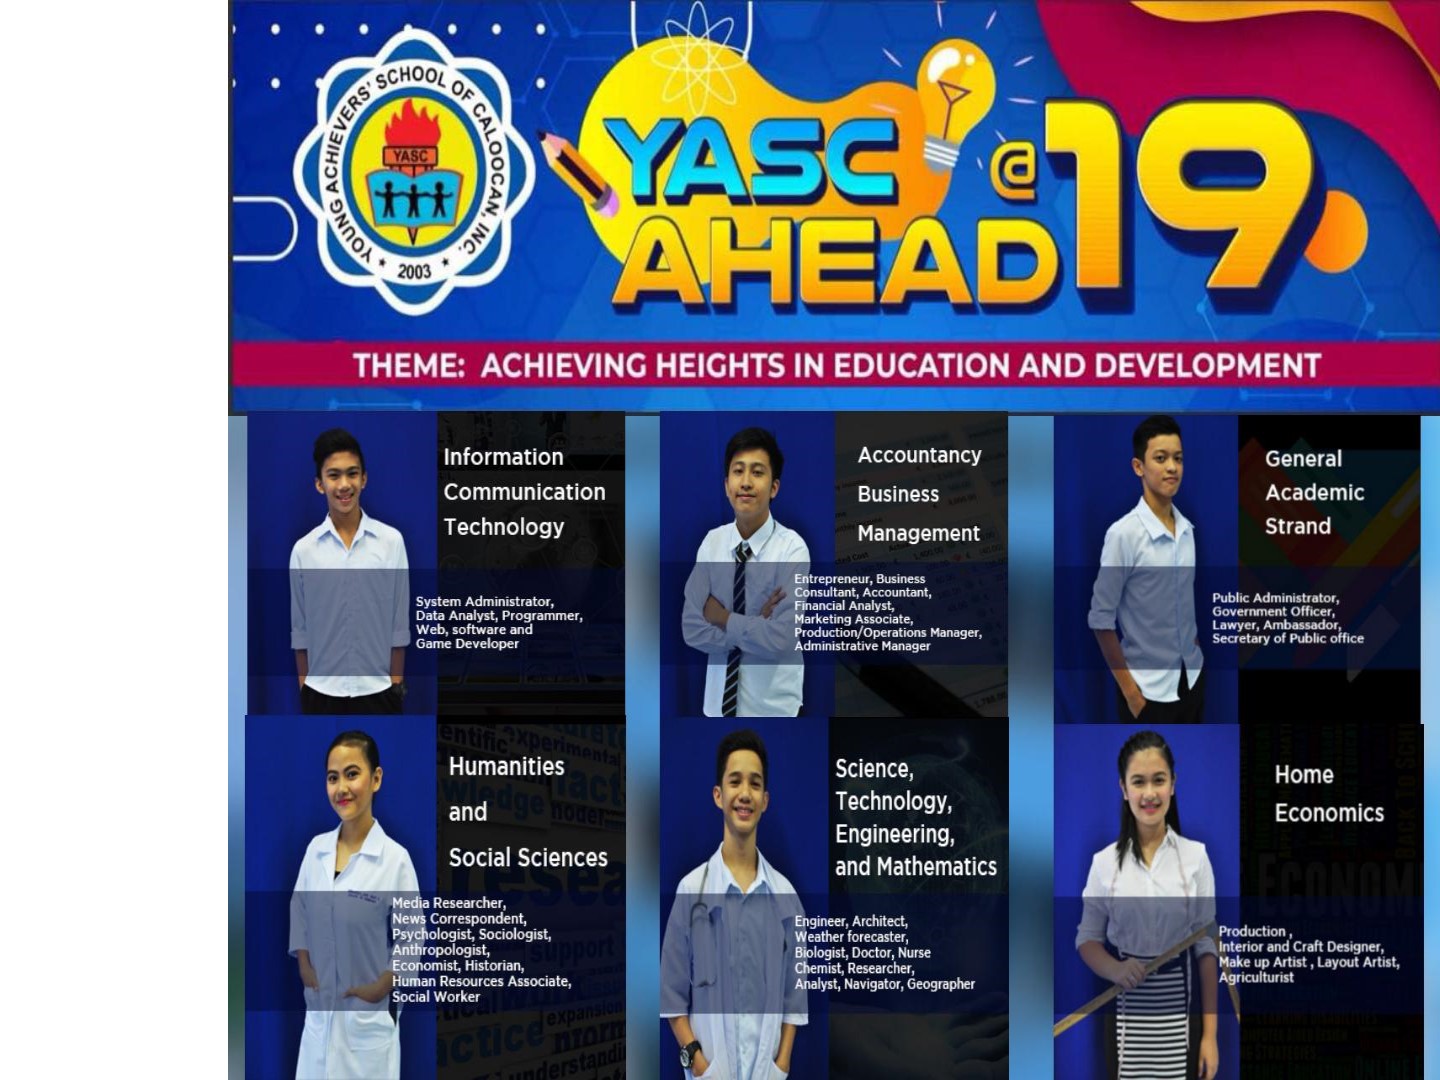 YOUNG ACHIEVERS' SCHOOL OF CALOOCAN, INC.
YASC
★ 2003 ★
YASC
AHEAD
@19
THEME: ACHIEVING HEIGHTS IN EDUCATION AND DEVELOPMENT
Information
Communication
Technology
System Administrator,
Data Analyst, Programmer,
Web, software and
Game Developer
Accountancy
Business
Management
Entrepreneur, Business
Consultant, Accountant,
Financial Analyst,
Marketing Associate,
Production/Operations Manager,
Administrative Manager
General
Academic
Strand
Public Administrator,
Government Officer,
Lawyer, Ambassador,
Secretary of Public office
Humanities
and
Social Sciences
Media Researcher,
News Correspondent,
Psychologist, Sociologist,
Anthropologist,
Economist, Historian,
Human Resources Associate,
Social Worker
Science,
Technology,
Engineering,
and Mathematics
Engineer, Architect,
Weather forecaster,
Biologist, Doctor, Nurse
Chemist, Researcher,
Analyst, Navigator, Geographer
Home
Economics
Production ,
Interior and Craft Designer,
Make up Artist , Layout Artist,
Agriculturist